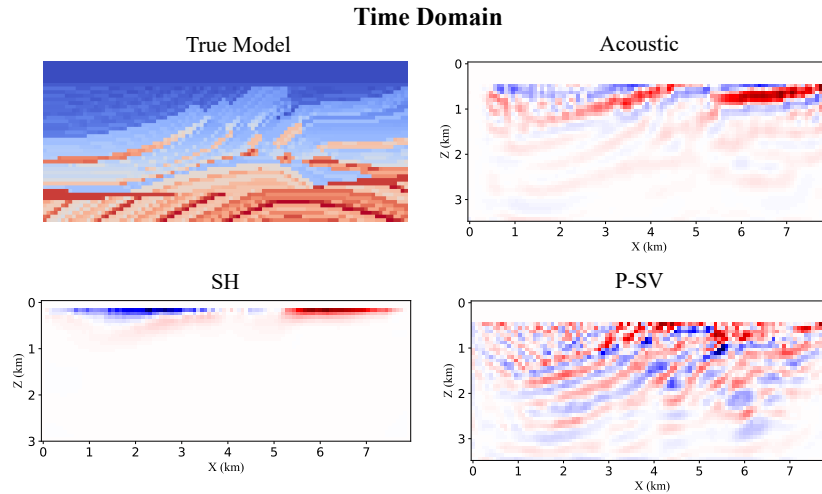 Time Domain
True Model
Acoustic
0
1
2
3
Z (km)
0 1 2 3 4 5 6 7
X (km)
SH
P-SV
0
1
2
3
Z (km)
0 1 2 3 4 5 6 7
X (km)
0
1
2
3
Z (km)
0 1 2 3 4 5 6 7
X (km)